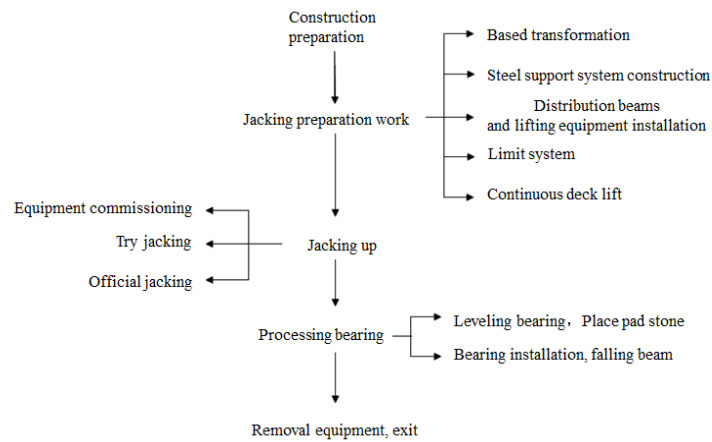 Construction
preparation
Based transformation
Steel support system construction
Jacking preparation work
Distribution beams
and lifting equipment installation
Limit system
Continuous deck lift
Equipment commissioning
Try jacking
Jacking up
Official jacking
Processing bearing
Leveling bearing，Place pad stone
Bearing installation, falling beam
Removal equipment, exit